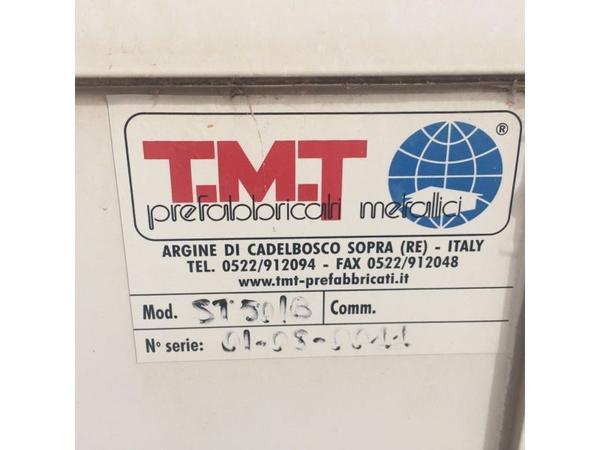 T.M.T ®
prefabbricati metallici
ARGINE DI CADELBOSCO SOPRA (RE) - ITALY
TEL. 0522/912094 - FAX 0522/912048
www.tmt-prefabbricati.it
Mod. Comm.
N° serie: